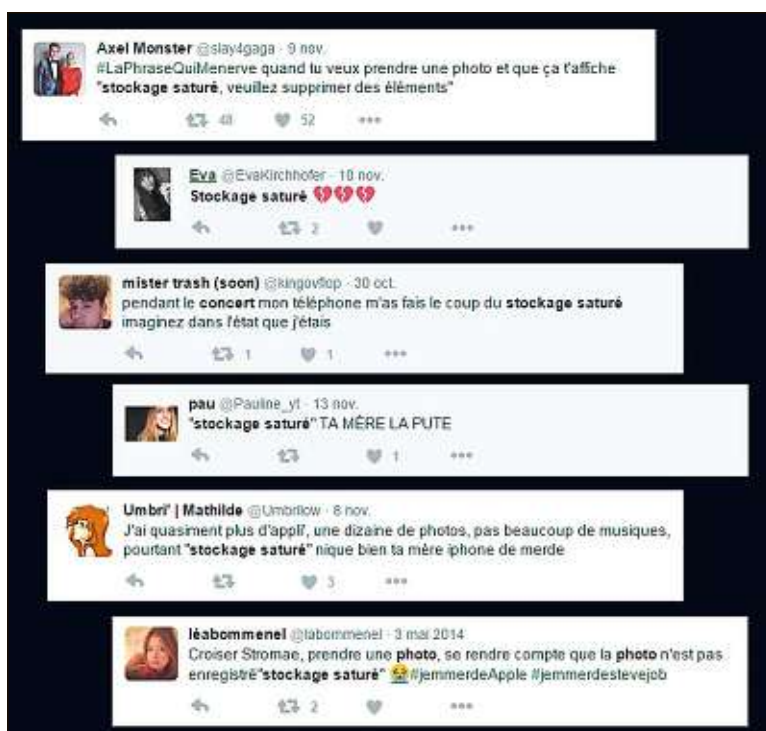 Axel Monster @slay4gaga · 9 nov.
#LaPhraseQuiMenerve quand tu veux prendre une photo et que ça t'affiche
"stockage saturé, veuillez supprimer des éléments"
48 52
Eva @EvaKirchhofer · 10 nov.
Stockage saturé 💔💔💔
2
mister trash (soon) @kingovflop · 30 oct.
pendant le concert mon téléphone m'as fais le coup du stockage saturé
imaginez dans l'état que j'étais
1 1
pau @Pauline_yt · 13 nov.
"stockage saturé" TA MÈRE LA PUTE
1
Umbri' | Mathilde @Umbrilow · 8 nov.
J'ai quasiment plus d'appli', une dizaine de photos, pas beaucoup de musiques,
pourtant "stockage saturé" nique bien ta mère iphone de merde
3
léabommenel @labommenel · 3 mai 2014
Croiser Stromae, prendre une photo, se rendre compte que la photo n'est pas
enregistré"stockage saturé" 😭#jemmerdeApple #jemmerdestevejob
2